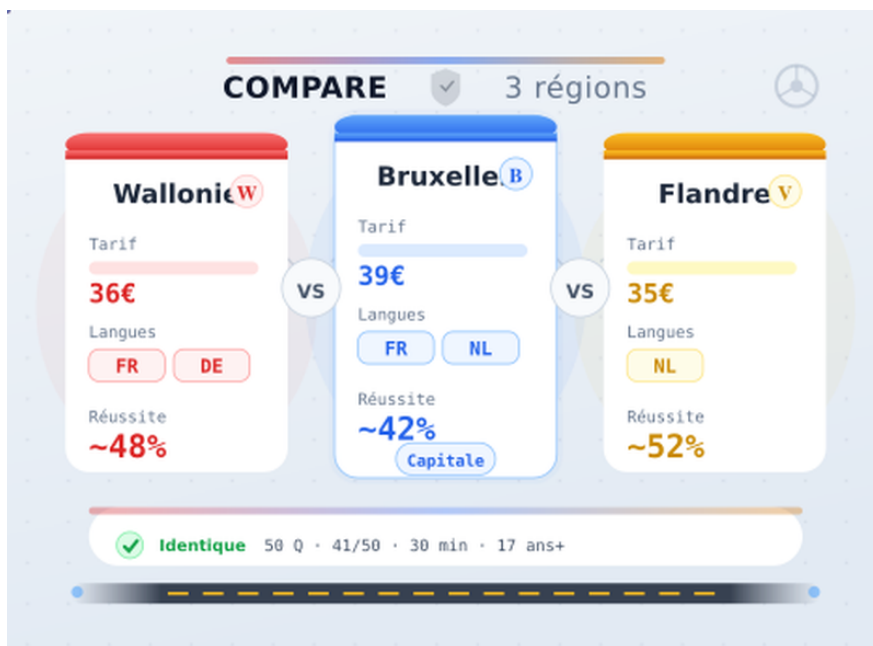 COMPARE 3 régions
Wallonie W
Tarif
36€
Langues
FR DE
Réussite
~48%
VS
Bruxelle B
Tarif
39€
Langues
FR NL
Réussite
~42%
Capitale
VS
Flandre V
Tarif
35€
Langues
NL
Réussite
~52%
Identique 50 Q · 41/50 · 30 min · 17 ans+